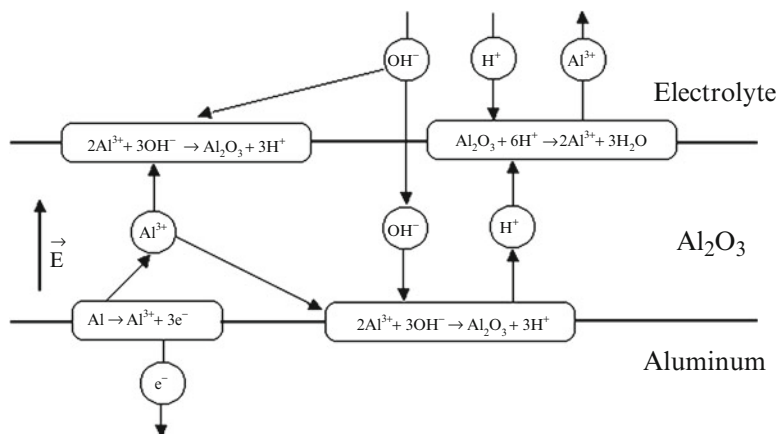 OH⁻
H⁺
Al³⁺
Electrolyte
2Al³⁺ + 3OH⁻ → Al₂O₃ + 3H⁺
Al₂O₃ + 6H⁺ → 2Al³⁺ + 3H₂O
Al³⁺
OH⁻
H⁺
Al₂O₃
E⃗
Al → Al³⁺ + 3e⁻
2Al³⁺ + 3OH⁻ → Al₂O₃ + 3H⁺
Aluminum
e⁻